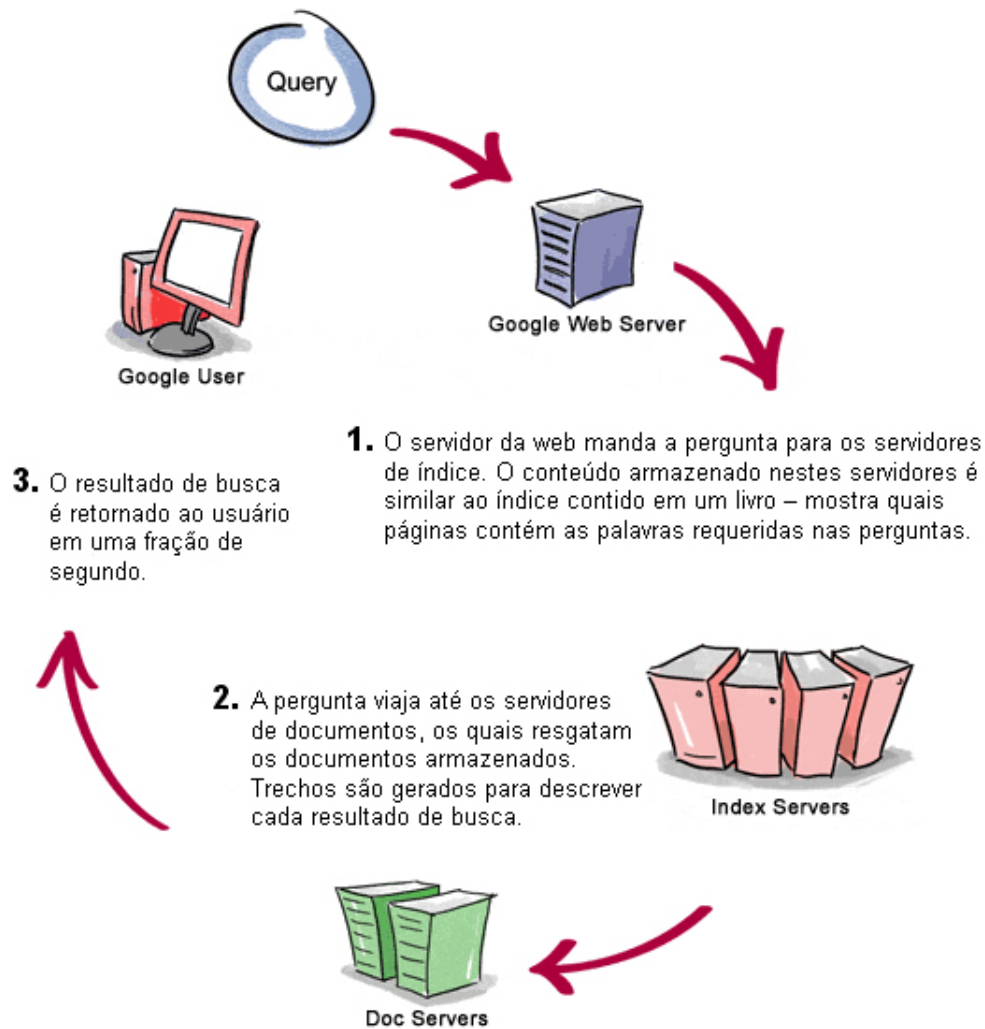 Query
Google Web Server
Google User
1. O servidor da web manda a pergunta para os servidores
de índice. O conteúdo armazenado nestes servidores é
similar ao índice contido em um livro – mostra quais
páginas contém as palavras requeridas nas perguntas.
3. O resultado de busca
é retornado ao usuário
em uma fração de
segundo.
2. A pergunta viaja até os servidores
de documentos, os quais resgatam
os documentos armazenados.
Trechos são gerados para descrever
cada resultado de busca.
Index Servers
Doc Servers